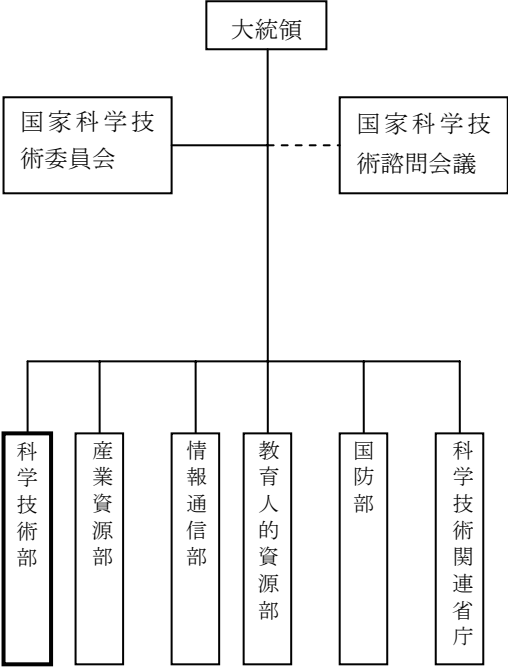 大統領
国家科学技
術委員会
国家科学技
術諮問会議
科学技術部
産業資源部
情報通信部
教育人的資源部
国防部
科学技術関連省庁